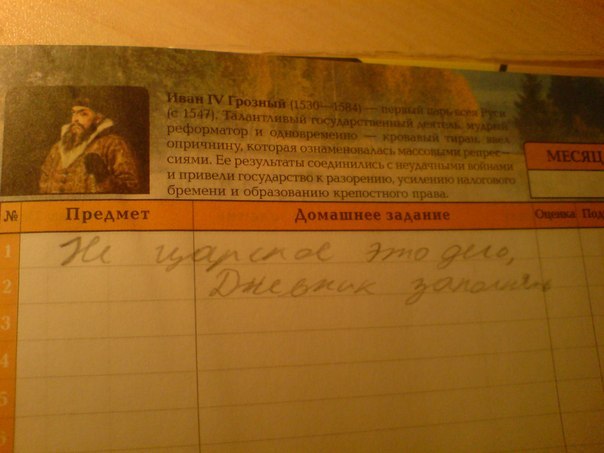 Иван IV Грозный (1530—1584) — первый царь всея Руси
(с 1547). Талантливый государственный деятель, мудрый
реформатор и одновременно — кровавый тиран, ввел
опричнину, которая ознаменовалась массовыми репрес-
сиями. Ее результаты соединились с неудачными войнами
и привели государство к разорению, усилению налогового
бремени и образованию крепостного права.
МЕСЯЦ
№ Предмет Домашнее задание Оценка Под
1 Не царское это дело,
2 Дневник заполнять
3
4
5
6